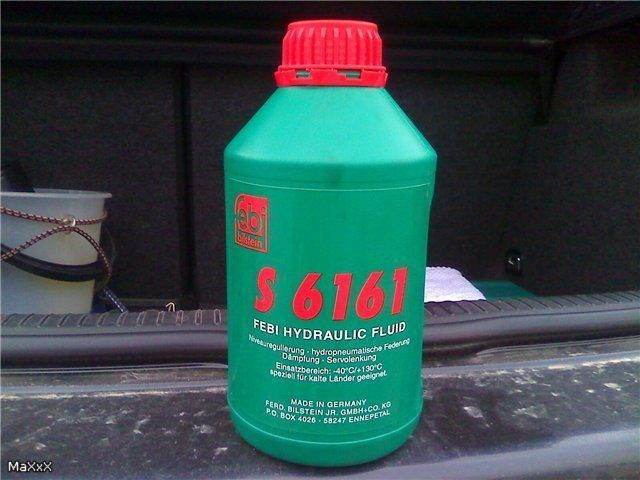 febi
bilstein
S 6161
FEBI HYDRAULIC FLUID
Niveauregulierung - hydropneumatische Federung
Dämpfung - Servolenkung
Einsatzbereich: -40°C/+130°C
speziell für kalte Länder geeignet.
MADE IN GERMANY
FERD. BILSTEIN JR. GMBH+CO. KG
P.O. BOX 4026 - 58247 ENNEPETAL
MaXxX